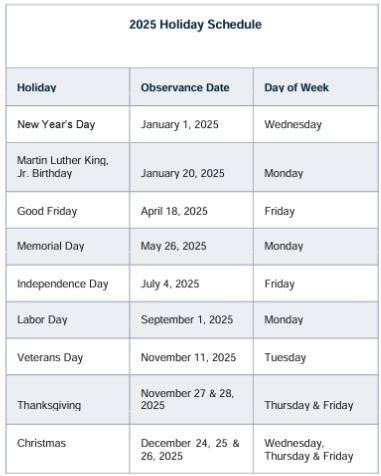 2025 Holiday Schedule
Holiday Observance Date Day of Week
New Year's Day January 1, 2025 Wednesday
Martin Luther King,
Jr. Birthday January 20, 2025 Monday
Good Friday April 18, 2025 Friday
Memorial Day May 26, 2025 Monday
Independence Day July 4, 2025 Friday
Labor Day September 1, 2025 Monday
Veterans Day November 11, 2025 Tuesday
November 27 & 28,
Thanksgiving 2025 Thursday & Friday
Christmas December 24, 25 & Wednesday,
26, 2025 Thursday & Friday